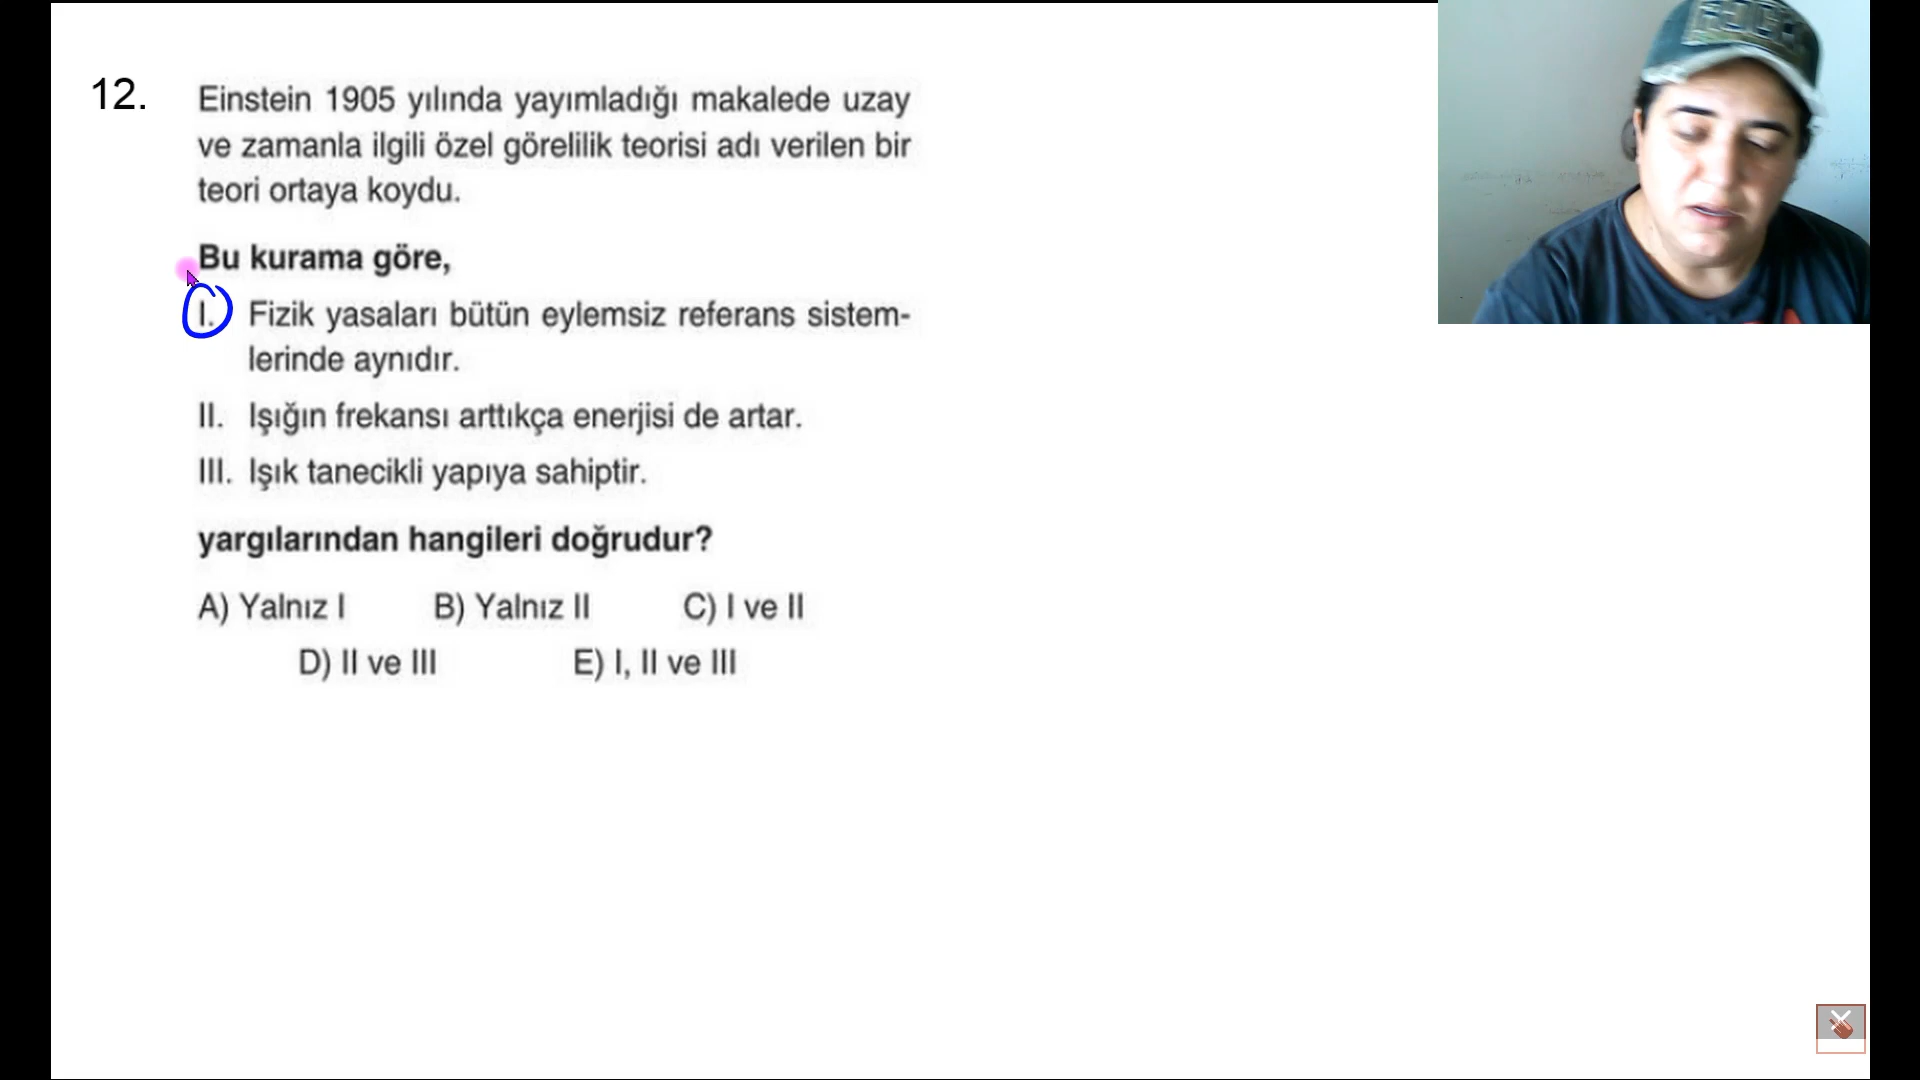 12.
Einstein 1905 yılında yayımladığı makalede uzay
ve zamanla ilgili özel görelilik teorisi adı verilen bir
teori ortaya koydu.
Bu kurama göre,
I. Fizik yasaları bütün eylemsiz referans sistem-
lerinde aynıdır.
II. Işığın frekansı arttıkça enerjisi de artar.
III. Işık tanecikli yapıya sahiptir.
yargılarından hangileri doğrudur?
A) Yalnız I B) Yalnız II C) I ve II
D) II ve III E) I, II ve III